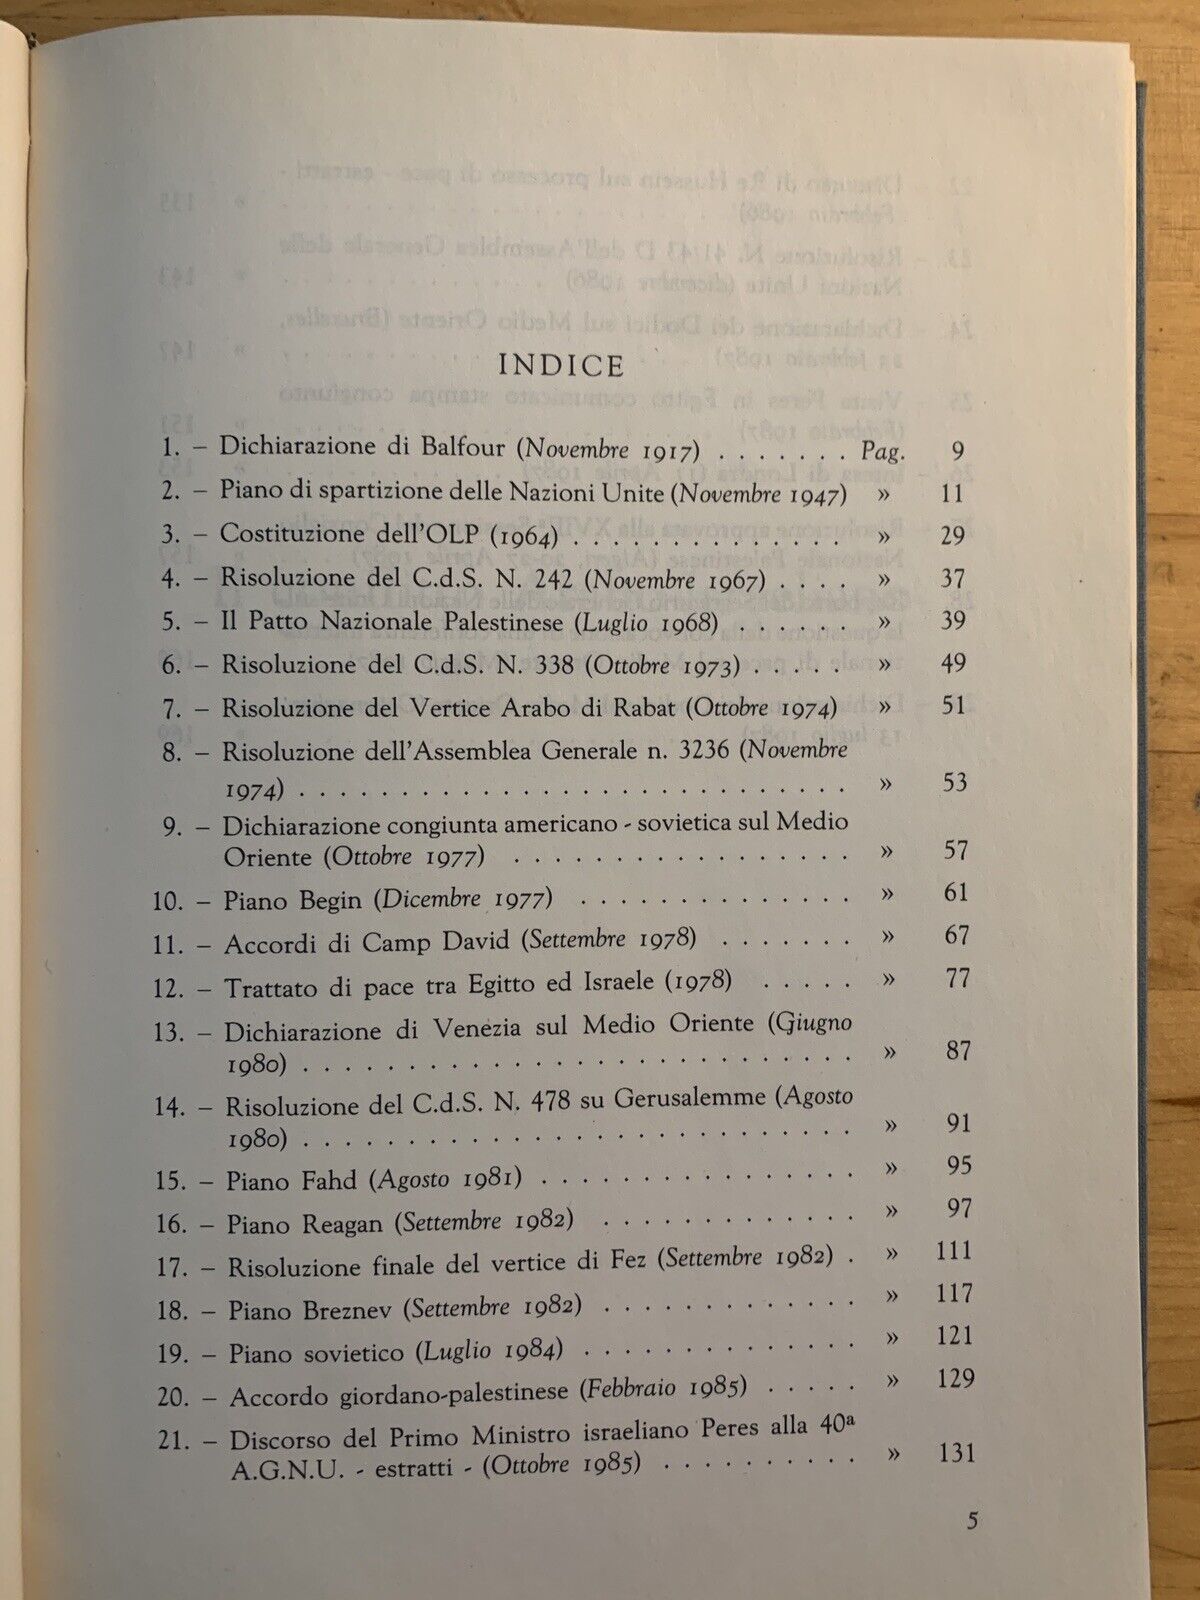 INDICE
1. – Dichiarazione di Balfour (Novembre 1917) . . . . . . . Pag. 9
2. – Piano di spartizione delle Nazioni Unite (Novembre 1947) » 11
3. – Costituzione dell'OLP (1964) . . . . . . . . . . . . . . » 29
4. – Risoluzione del C.d.S. N. 242 (Novembre 1967) . . . . » 37
5. – Il Patto Nazionale Palestinese (Luglio 1968) . . . . . . » 39
6. – Risoluzione del C.d.S. N. 338 (Ottobre 1973) . . . . . » 49
7. – Risoluzione del Vertice Arabo di Rabat (Ottobre 1974) » 51
8. – Risoluzione dell'Assemblea Generale n. 3236 (Novembre
1974) . . . . . . . . . . . . . . . . . . . . . . . . . . . . » 53
9. – Dichiarazione congiunta americano - sovietica sul Medio
Oriente (Ottobre 1977) . . . . . . . . . . . . . . . . . » 57
10. – Piano Begin (Dicembre 1977) . . . . . . . . . . . . . . » 61
11. – Accordi di Camp David (Settembre 1978) . . . . . . . » 67
12. – Trattato di pace tra Egitto ed Israele (1978) . . . . . » 77
13. – Dichiarazione di Venezia sul Medio Oriente (Giugno
1980) . . . . . . . . . . . . . . . . . . . . . . . . . . . . » 87
14. – Risoluzione del C.d.S. N. 478 su Gerusalemme (Agosto
1980) . . . . . . . . . . . . . . . . . . . . . . . . . . . . » 91
15. – Piano Fahd (Agosto 1981) . . . . . . . . . . . . . . . . » 95
16. – Piano Reagan (Settembre 1982) . . . . . . . . . . . . . » 97
17. – Risoluzione finale del vertice di Fez (Settembre 1982) . » 111
18. – Piano Breznev (Settembre 1982) . . . . . . . . . . . . . » 117
19. – Piano sovietico (Luglio 1984) . . . . . . . . . . . . . . » 121
20. – Accordo giordano-palestinese (Febbraio 1985) . . . . . » 129
21. – Discorso del Primo Ministro israeliano Peres alla 40ª
A.G.N.U. - estratti - (Ottobre 1985) . . . . . . . . . . » 131
5